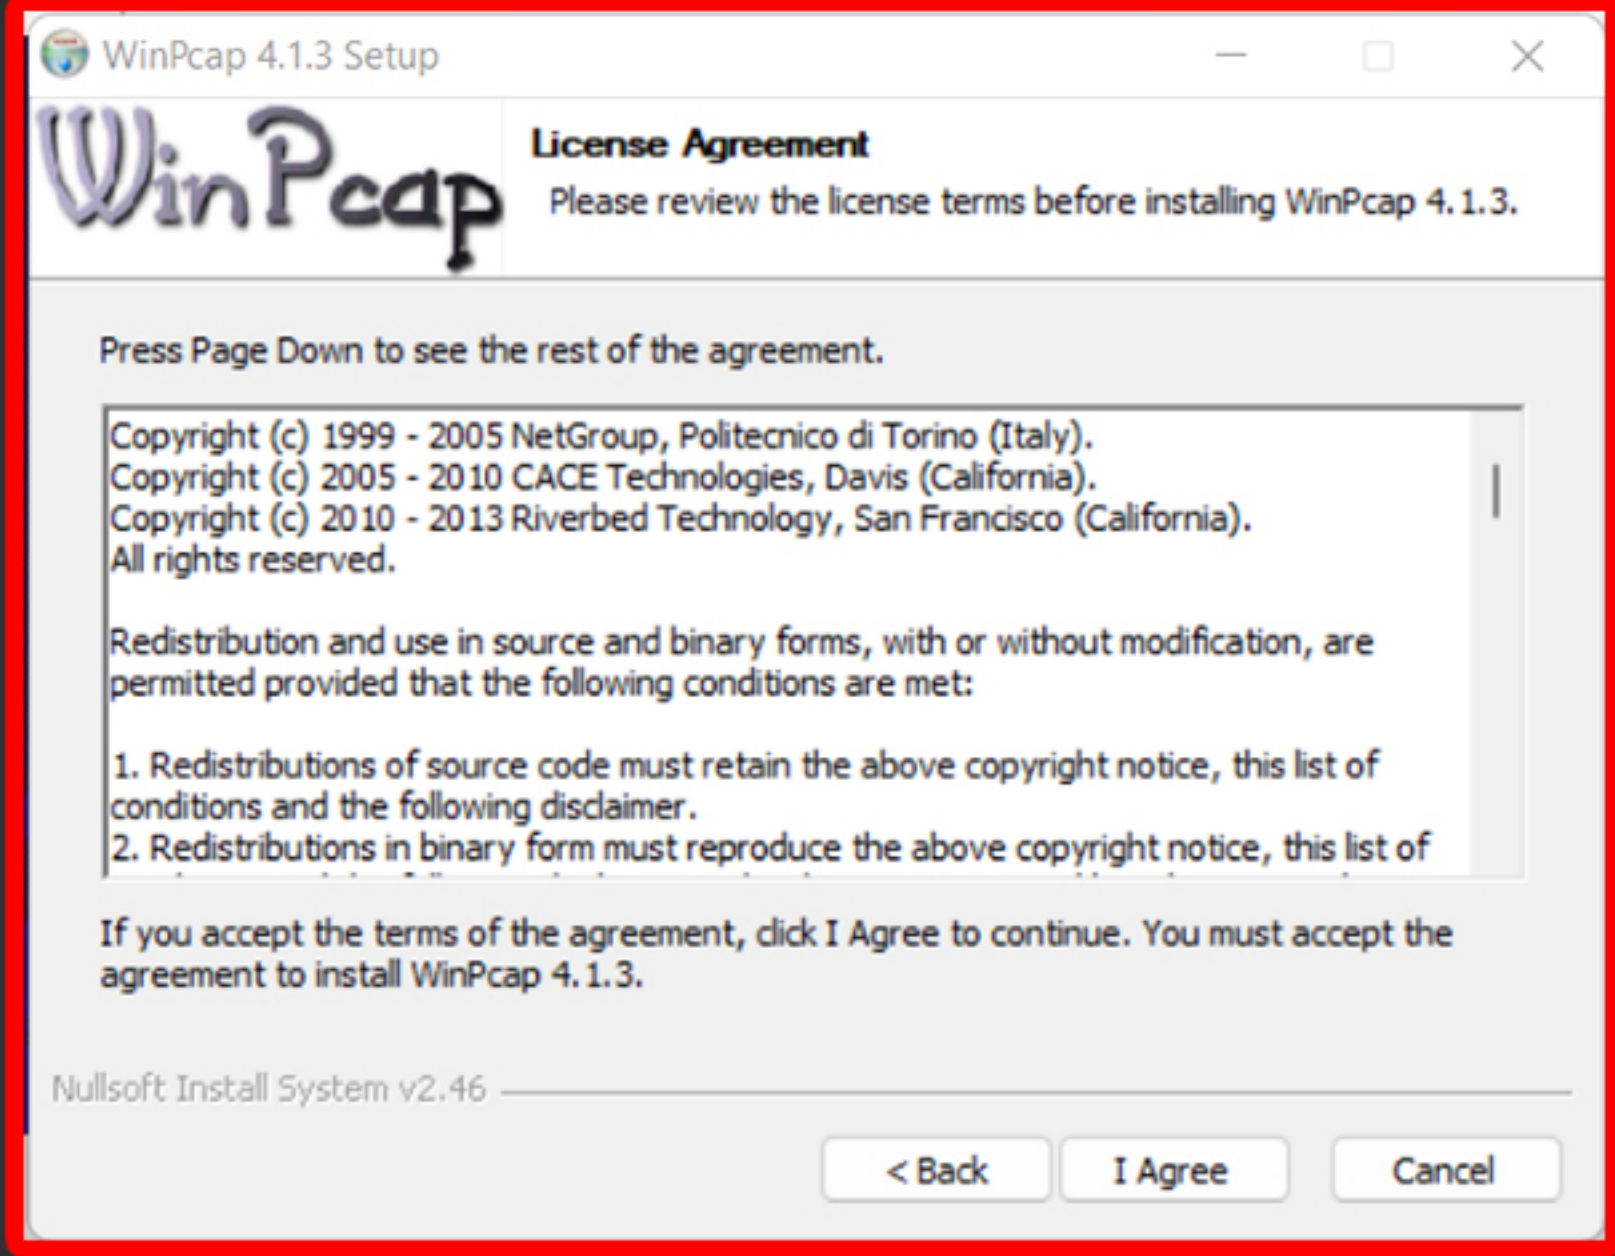 WinPcap 4.1.3 Setup
WinPcap
License Agreement
Please review the license terms before installing WinPcap 4.1.3.
Press Page Down to see the rest of the agreement.
Copyright (c) 1999 - 2005 NetGroup, Politecnico di Torino (Italy).
Copyright (c) 2005 - 2010 CACE Technologies, Davis (California).
Copyright (c) 2010 - 2013 Riverbed Technology, San Francisco (California).
All rights reserved.
Redistribution and use in source and binary forms, with or without modification, are
permitted provided that the following conditions are met:
1. Redistributions of source code must retain the above copyright notice, this list of
conditions and the following disclaimer.
2. Redistributions in binary form must reproduce the above copyright notice, this list of
If you accept the terms of the agreement, click I Agree to continue. You must accept the
agreement to install WinPcap 4.1.3.
Nullsoft Install System v2.46
< Back
I Agree
Cancel